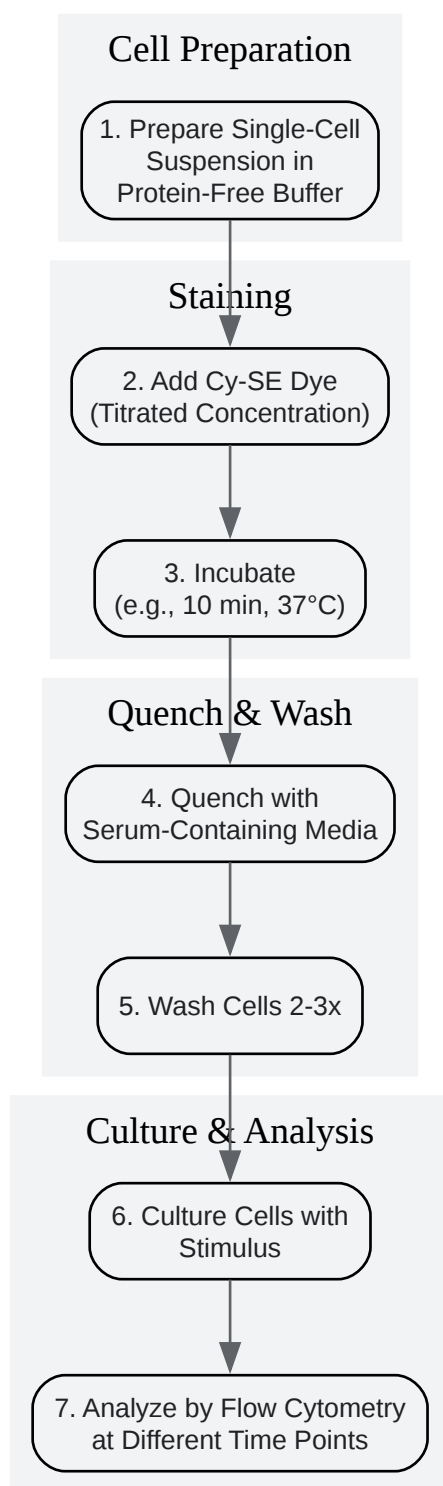 Cell Preparation
1. Prepare Single-Cell
Suspension in
Protein-Free Buffer
Staining
2. Add Cy-SE Dye
(Titrated Concentration)
3. Incubate
(e.g., 10 min, 37°C)
Quench & Wash
4. Quench with
Serum-Containing Media
5. Wash Cells 2-3x
Culture & Analysis
6. Culture Cells with
Stimulus
7. Analyze by Flow Cytometry
at Different Time Points